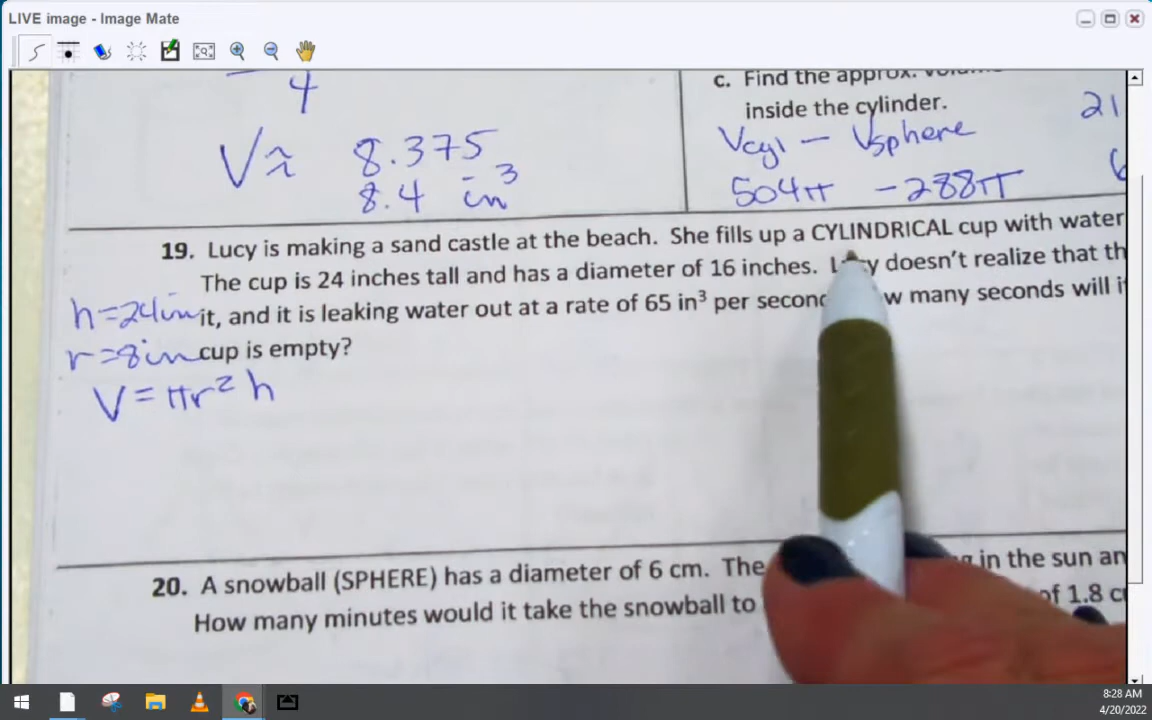 LIVE image - Image Mate
4
V≈ 8.375
8.4 in³
c. Find the approx.
inside the cylinder.
21
Vcyl - Vsphere
504π - 288π
19. Lucy is making a sand castle at the beach. She fills up a CYLINDRICAL cup with water
The cup is 24 inches tall and has a diameter of 16 inches. doesn't realize that th
h=24in it, and it is leaking water out at a rate of 65 in³ per second w many seconds will i
r=8in cup is empty?
V=πr²h
20. A snowball (SPHERE) has a diameter of 6 cm. The in the sun an
How many minutes would it take the snowball to of 1.8 c
8:28 AM
4/20/2022